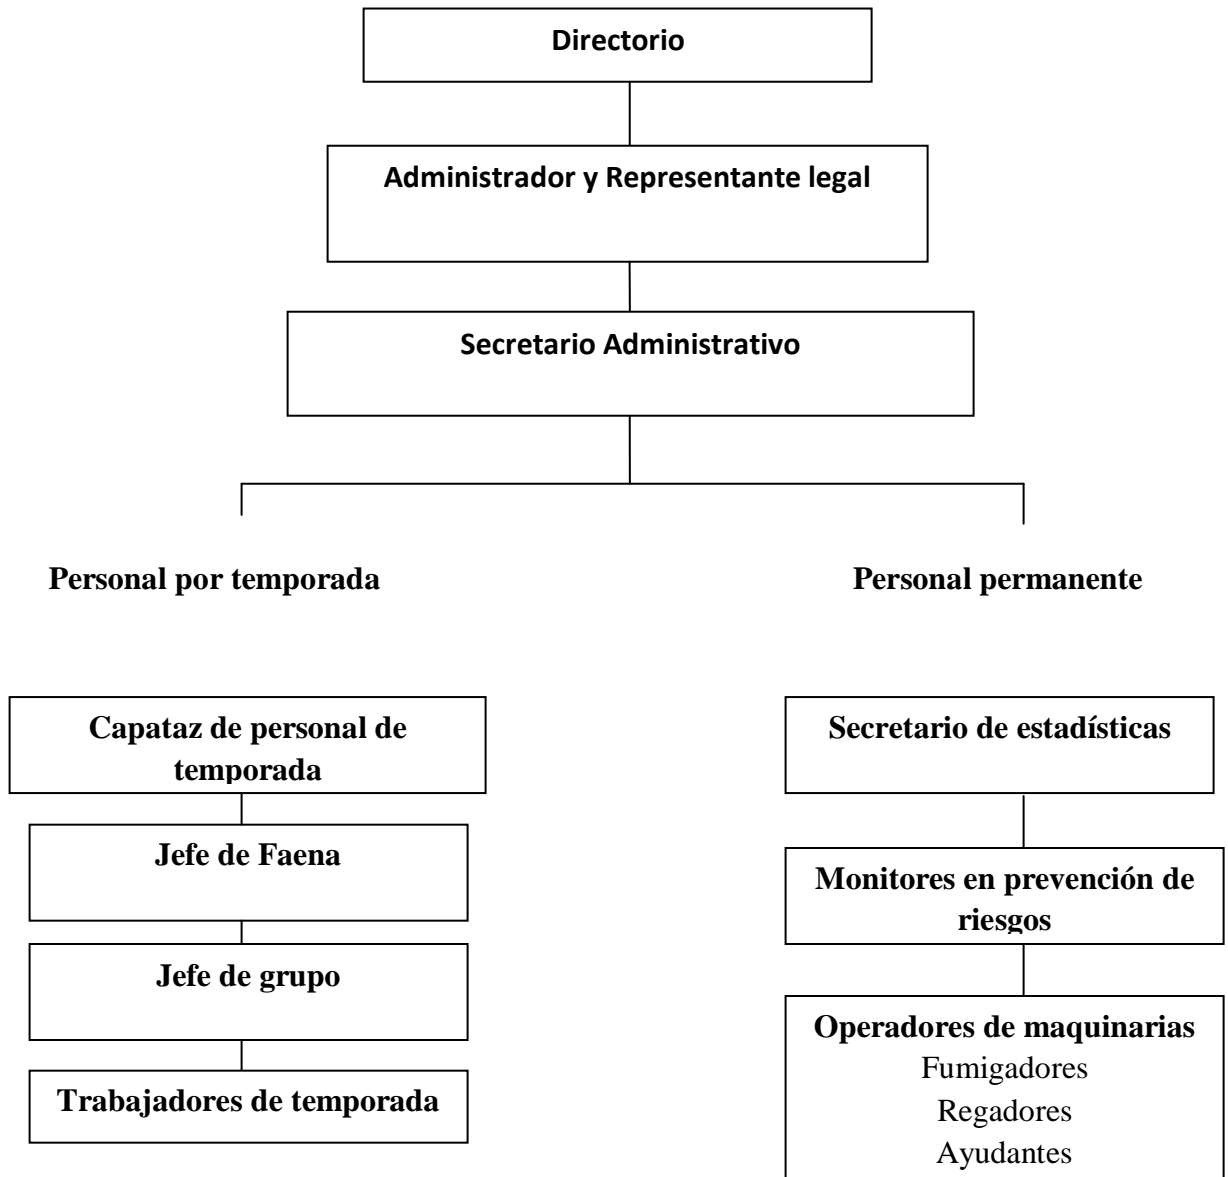 Directorio
Administrador y Representante legal
Secretario Administrativo
Personal por temporada
Personal permanente
Capataz de personal de
temporada
Jefe de Faena
Jefe de grupo
Trabajadores de temporada
Secretario de estadísticas
Monitores en prevención de
riesgos
Operadores de maquinarias
Fumigadores
Regadores
Ayudantes